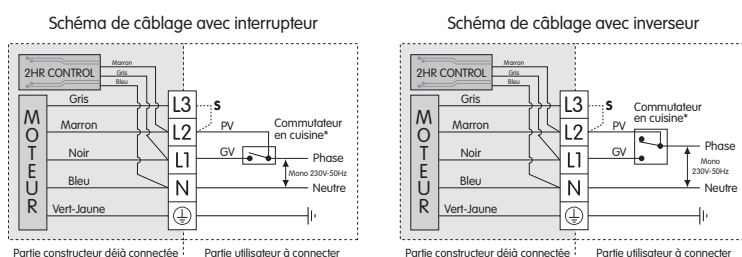 Schéma de câblage avec interrupteur
2HR CONTROL
Marron
Gris
Bleu
MOTEUR
Gris
Marron
Noir
Bleu
Vert-Jaune
L3
L2
L1
N
S
PV
GV
Commutateur
en cuisine*
Phase
Mono 230V-50Hz
Neutre
Partie constructeur déjà connectée
Partie utilisateur à connecter
Schéma de câblage avec inverseur
2HR CONTROL
Marron
Gris
Bleu
MOTEUR
Gris
Marron
Noir
Bleu
Vert-Jaune
L3
L2
L1
N
S
PV
GV
Commutateur
en cuisine*
Phase
Mono
230V-50Hz
Neutre
Partie constructeur déjà connectée
Partie utilisateur à connecter